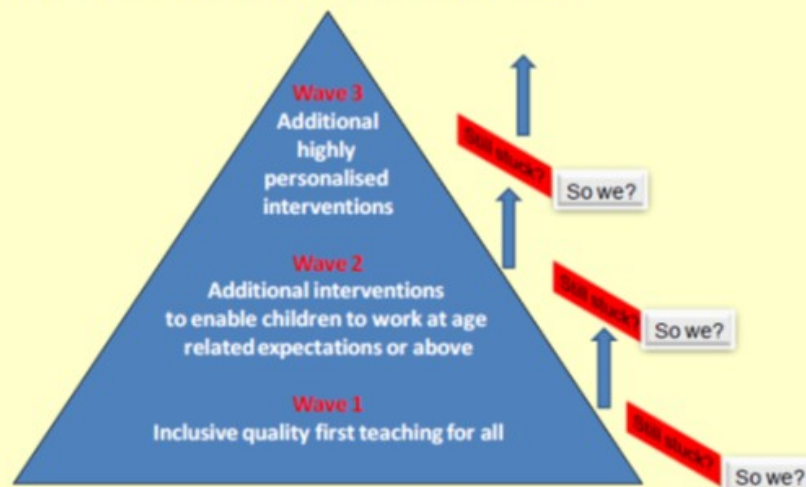 Wave 3
Additional
highly
personalised
interventions
Still stuck?
So we?
Wave 2
Additional interventions
to enable children to work at age
related expectations or above
Still stuck?
So we?
Wave 1
Inclusive quality first teaching for all
Still stuck?
So we?